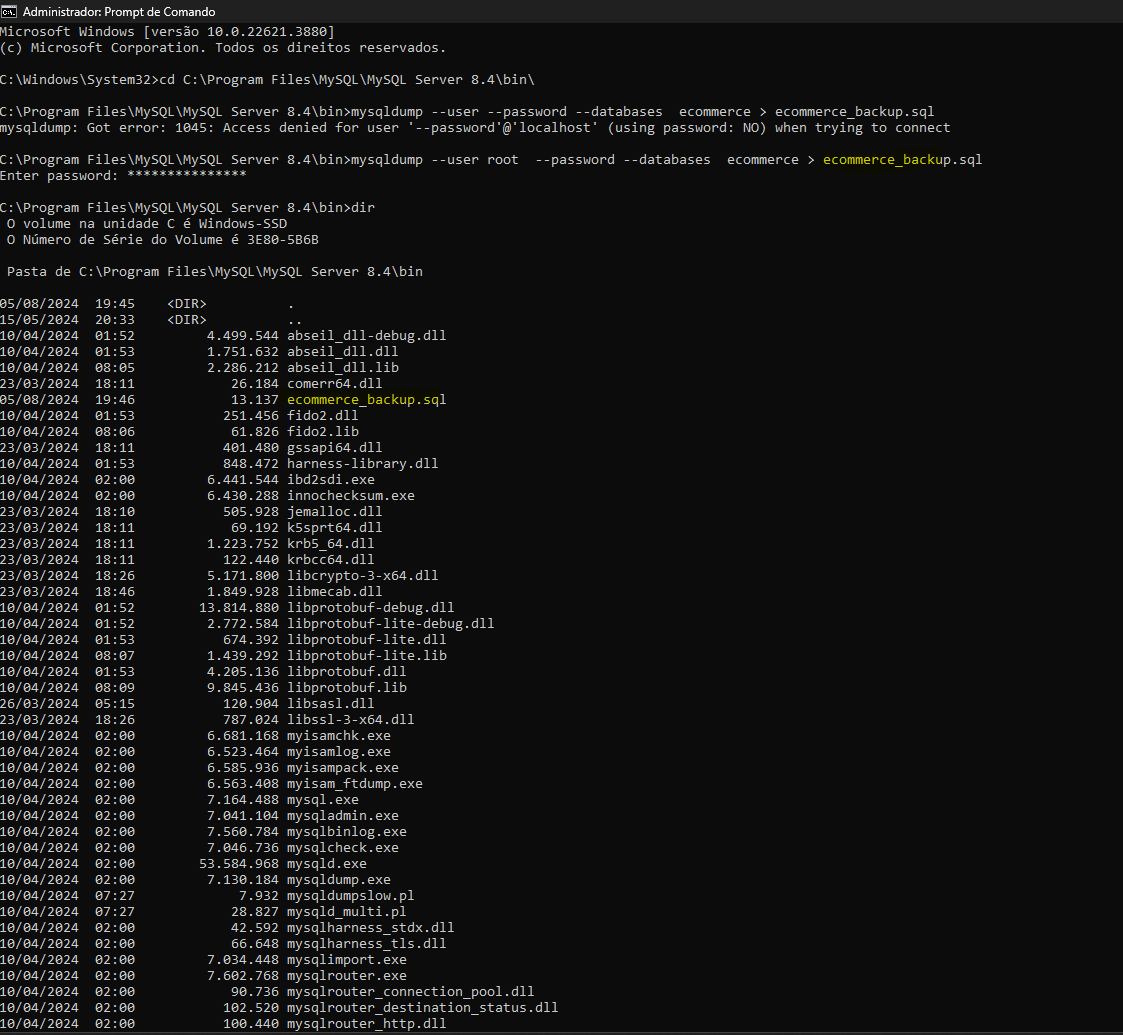 Administrador: Prompt de Comando
Microsoft Windows [versão 10.0.22621.3880]
(c) Microsoft Corporation. Todos os direitos reservados.
C:\Windows\System32>cd C:\Program Files\MySQL\MySQL Server 8.4\bin\
C:\Program Files\MySQL\MySQL Server 8.4\bin>mysqldump --user --password --databases  ecommerce > ecommerce_backup.sql
mysqldump: Got error: 1045: Access denied for user '--password'@'localhost' (using password: NO) when trying to connect
C:\Program Files\MySQL\MySQL Server 8.4\bin>mysqldump --user root  --password --databases  ecommerce > ecommerce_backup.sql
Enter password: ***************
C:\Program Files\MySQL\MySQL Server 8.4\bin>dir
O volume na unidade C é Windows-SSD
O Número de Série do Volume é 3E80-5B6B
Pasta de C:\Program Files\MySQL\MySQL Server 8.4\bin
05/08/2024  19:45    <DIR>          .
15/05/2024  20:33    <DIR>          ..
10/04/2024  01:52         4.499.544 abseil_dll-debug.dll
10/04/2024  01:53         1.751.632 abseil_dll.dll
10/04/2024  08:05         2.286.212 abseil_dll.lib
23/03/2024  18:11            26.184 comerr64.dll
05/08/2024  19:46            13.137 ecommerce_backup.sql
10/04/2024  01:53           251.456 fido2.dll
10/04/2024  08:06            61.826 fido2.lib
23/03/2024  18:11           401.480 gssapi64.dll
10/04/2024  01:53           848.472 harness-library.dll
10/04/2024  02:00         6.441.544 ibd2sdi.exe
10/04/2024  02:00         6.430.288 innochecksum.exe
23/03/2024  18:10           505.928 jemalloc.dll
23/03/2024  18:11            69.192 k5sprt64.dll
23/03/2024  18:11         1.223.752 krb5_64.dll
23/03/2024  18:11           122.440 krbcc64.dll
23/03/2024  18:26         5.171.800 libcrypto-3-x64.dll
23/03/2024  18:46         1.849.928 libmecab.dll
10/04/2024  01:52        13.814.880 libprotobuf-debug.dll
10/04/2024  01:52         2.772.584 libprotobuf-lite-debug.dll
10/04/2024  01:53           674.392 libprotobuf-lite.dll
10/04/2024  08:07         1.439.292 libprotobuf-lite.lib
10/04/2024  01:53         4.205.136 libprotobuf.dll
10/04/2024  08:09         9.845.436 libprotobuf.lib
26/03/2024  05:15           120.904 libsasl.dll
23/03/2024  18:26           787.024 libssl-3-x64.dll
10/04/2024  02:00         6.681.168 myisamchk.exe
10/04/2024  02:00         6.523.464 myisamlog.exe
10/04/2024  02:00         6.585.936 myisampack.exe
10/04/2024  02:00         6.563.408 myisam_ftdump.exe
10/04/2024  02:00         7.164.488 mysql.exe
10/04/2024  02:00         7.041.104 mysqladmin.exe
10/04/2024  02:00         7.560.784 mysqlbinlog.exe
10/04/2024  02:00         7.046.736 mysqlcheck.exe
10/04/2024  02:00        53.584.968 mysqld.exe
10/04/2024  02:00         7.130.184 mysqldump.exe
10/04/2024  07:27             7.932 mysqldumpslow.pl
10/04/2024  07:27            28.827 mysqld_multi.pl
10/04/2024  02:00            42.592 mysqlharness_stdx.dll
10/04/2024  02:00            66.648 mysqlharness_tls.dll
10/04/2024  02:00         7.034.448 mysqlimport.exe
10/04/2024  02:00         7.602.768 mysqlrouter.exe
10/04/2024  02:00            90.736 mysqlrouter_connection_pool.dll
10/04/2024  02:00           102.520 mysqlrouter_destination_status.dll
10/04/2024  02:00           100.440 mysqlrouter_http.dll